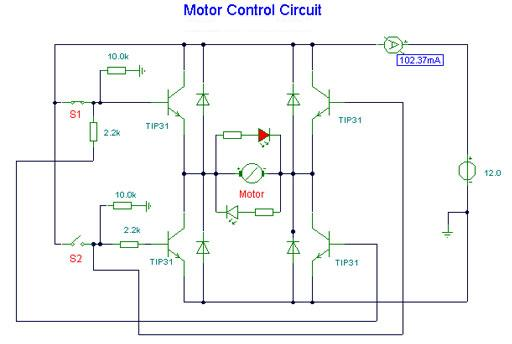 Motor Control Circuit
A
102.37mA
10.0k
S1
TIP31
TIP31
2.2k
12.0
Motor
10.0k
2.2k
S2
TIP31
TIP31